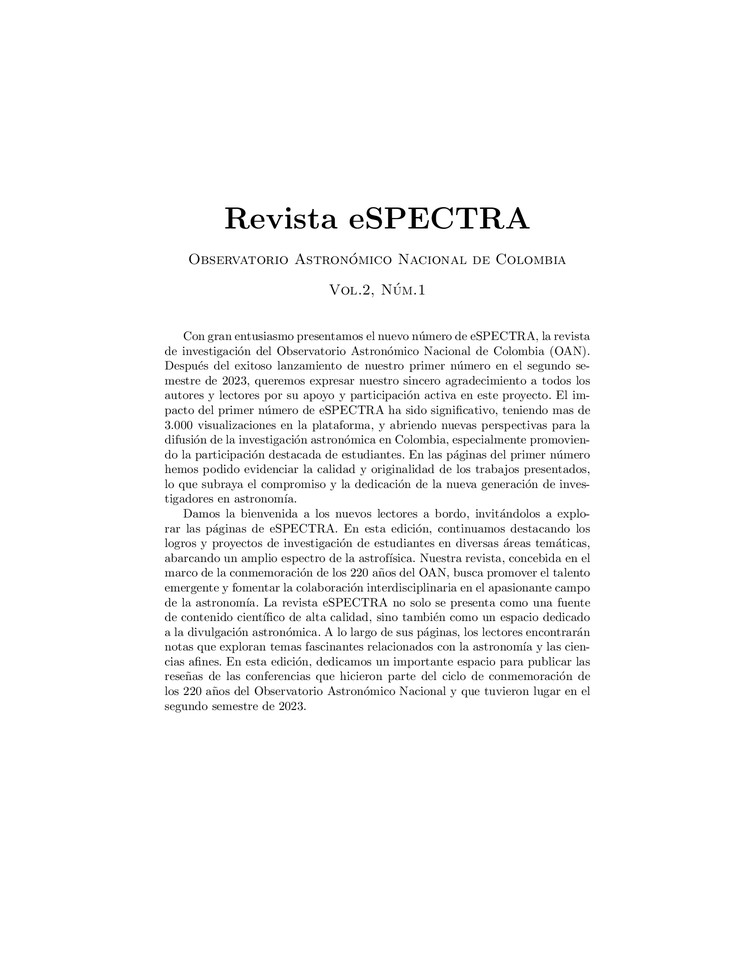 Revista eSPECTRA
Observatorio Astronómico Nacional de Colombia
Vol.2, Núm.1
Con gran entusiasmo presentamos el nuevo número de eSPECTRA, la revista
de investigación del Observatorio Astronómico Nacional de Colombia (OAN).
Después del exitoso lanzamiento de nuestro primer número en el segundo se-
mestre de 2023, queremos expresar nuestro sincero agradecimiento a todos los
autores y lectores por su apoyo y participación activa en este proyecto. El im-
pacto del primer número de eSPECTRA ha sido significativo, teniendo mas de
3.000 visualizaciones en la plataforma, y abriendo nuevas perspectivas para la
difusión de la investigación astronómica en Colombia, especialmente promovien-
do la participación destacada de estudiantes. En las páginas del primer número
hemos podido evidenciar la calidad y originalidad de los trabajos presentados,
lo que subraya el compromiso y la dedicación de la nueva generación de inves-
tigadores en astronomía.
Damos la bienvenida a los nuevos lectores a bordo, invitándolos a explo-
rar las páginas de eSPECTRA. En esta edición, continuamos destacando los
logros y proyectos de investigación de estudiantes en diversas áreas temáticas,
abarcando un amplio espectro de la astrofísica. Nuestra revista, concebida en el
marco de la conmemoración de los 220 años del OAN, busca promover el talento
emergente y fomentar la colaboración interdisciplinaria en el apasionante campo
de la astronomía. La revista eSPECTRA no solo se presenta como una fuente
de contenido científico de alta calidad, sino también como un espacio dedicado
a la divulgación astronómica. A lo largo de sus páginas, los lectores encontrarán
notas que exploran temas fascinantes relacionados con la astronomía y las cien-
cias afines. En esta edición, dedicamos un importante espacio para publicar las
reseñas de las conferencias que hicieron parte del ciclo de conmemoración de
los 220 años del Observatorio Astronómico Nacional y que tuvieron lugar en el
segundo semestre de 2023.